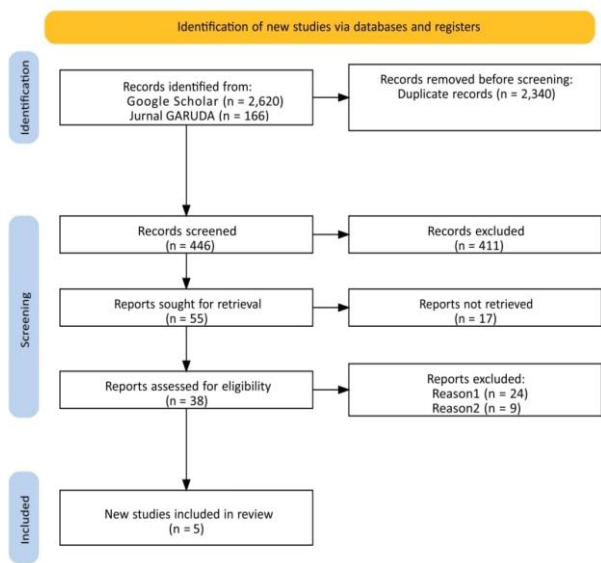 Identification of new studies via databases and registers
Identification
Records identified from:
Google Scholar (n = 2,620)
Jurnal GARUDA (n = 166)
Records removed before screening:
Duplicate records (n = 2,340)
Screening
Records screened
(n = 446)
Records excluded
(n = 411)
Reports sought for retrieval
(n = 55)
Reports not retrieved
(n = 17)
Reports assessed for eligibility
(n = 38)
Reports excluded:
Reason1 (n = 24)
Reason2 (n = 9)
Included
New studies included in review
(n = 5)